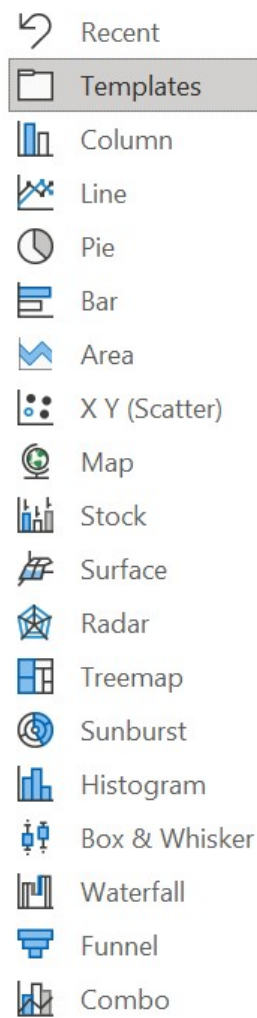 Recent
Templates
Column
Line
Pie
Bar
Area
X Y (Scatter)
Map
Stock
Surface
Radar
Treemap
Sunburst
Histogram
Box & Whisker
Waterfall
Funnel
Combo